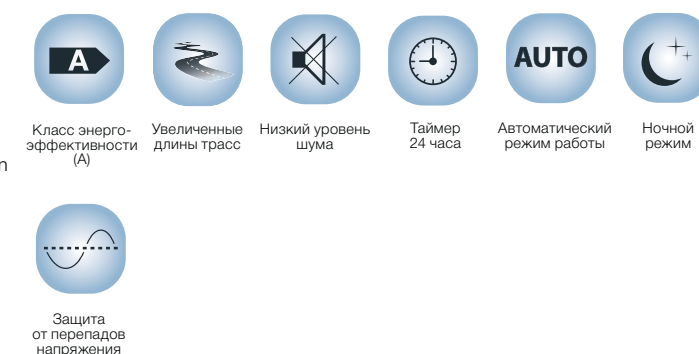 A
AUTO
Класс энерго-
эффективности
(А)
Увеличенные
длины трасс
Низкий уровень
шума
Таймер
24 часа
Автоматический
режим работы
Ночной
режим
Защита
от перепадов
напряжения